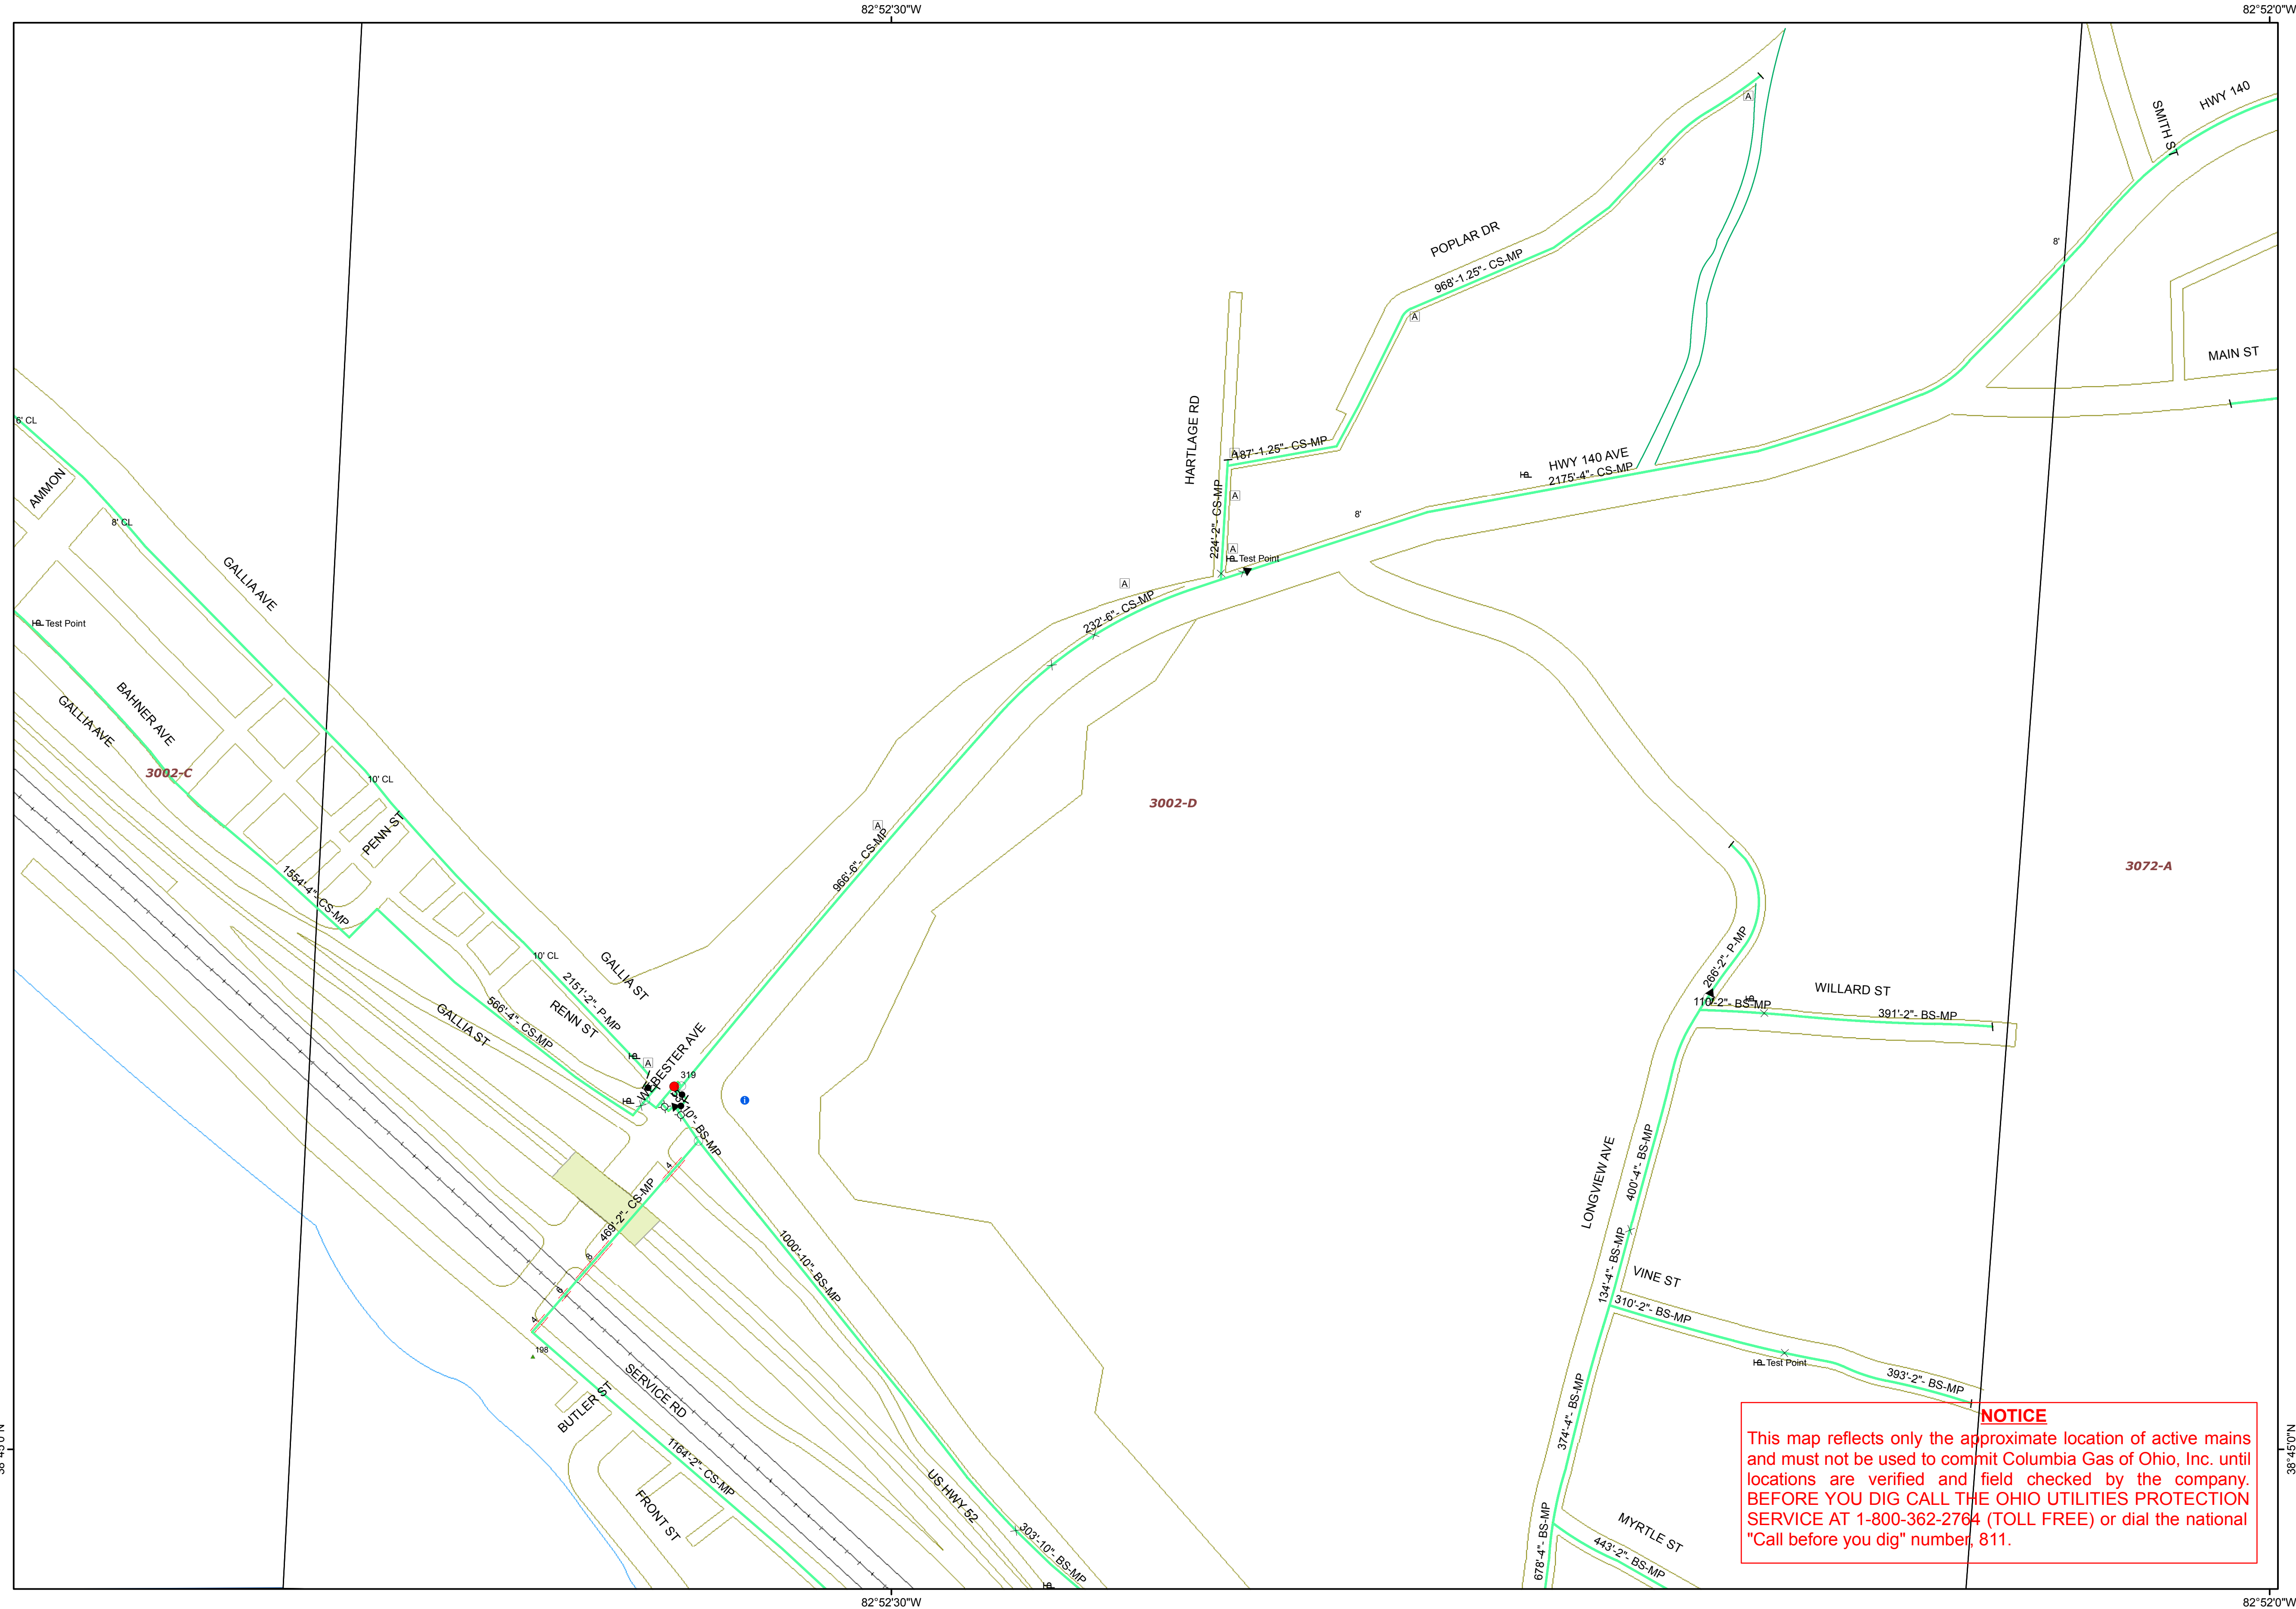 82°52'30"W
82°52'0"W
HWY 140
SMITH ST
3'
POPLAR DR
968'-1.25"- CS-MP
A
A
8'
MAIN ST
HARTLAGE RD
187'-1.25"- CS-MP
A
HWY 140 AVE
2175'-4"- CS-MP
A
224'-2"- CS-MP
8'
A
Test Point
A
232'-6"- CS-MP
6' CL
AMMON
8' CL
GALLIA AVE
Test Point
BAHNER AVE
GALLIA AVE
3002-C
10' CL
3002-D
3072-A
PENN ST
A
966'-6"- CS-MP
1554'-4"- CS-MP
10' CL
GALLIA ST
2151'-2"- P-MP
RENN ST
566'-4"- CS-MP
GALLIA ST
266'-2"- P-MP
WILLARD ST
110'-2"- BS-MP
391'-2"- BS-MP
WEBESTER AVE
A
319
10"- BS-MP
4
469'-2"- CS-MP
8
6
4
198
1000'-10"- BS-MP
LONGVIEW AVE
400'-4"- BS-MP
134'-4"- BS-MP
VINE ST
310'-2"- BS-MP
Test Point
393'-2"- BS-MP
374'-4"- BS-MP
SERVICE RD
BUTLER ST
1164'-2"- CS-MP
FRONT ST
US HWY 52
303'-10"- BS-MP
678'-4"- BS-MP
MYRTLE ST
443'-2"- BS-MP
NOTICE
This map reflects only the approximate location of active mains
and must not be used to commit Columbia Gas of Ohio, Inc. until
locations are verified and field checked by the company.
BEFORE YOU DIG CALL THE OHIO UTILITIES PROTECTION
SERVICE AT 1-800-362-2764 (TOLL FREE) or dial the national
"Call before you dig" number, 811.
38°45'0"N
82°52'30"W
82°52'0"W